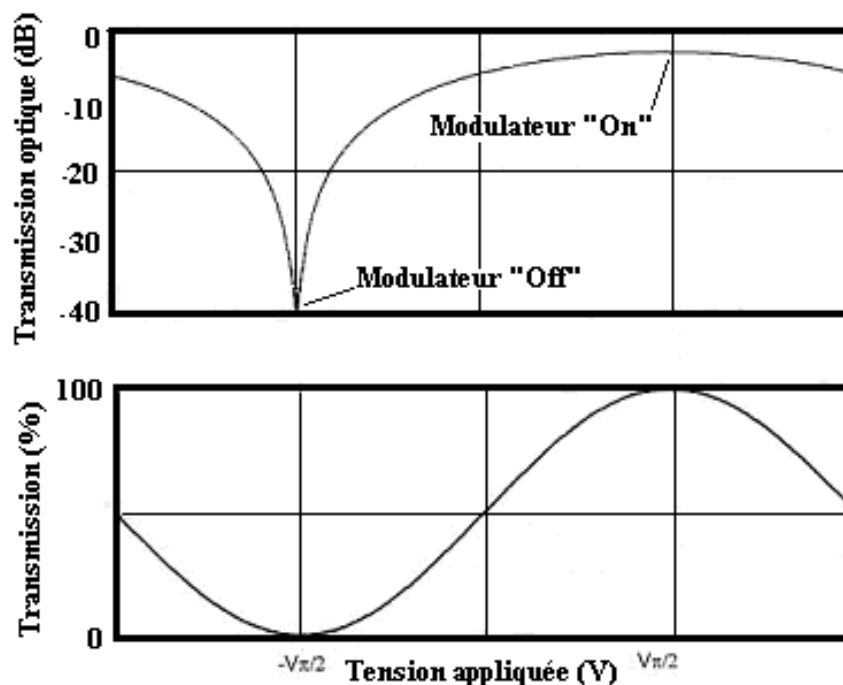 Transmission optique (dB)
0
-10
-20
-30
-40
Modulateur "On"
Modulateur "Off"
Transmission (%)
100
0
-Vπ/2
Tension appliquée (V)
Vπ/2